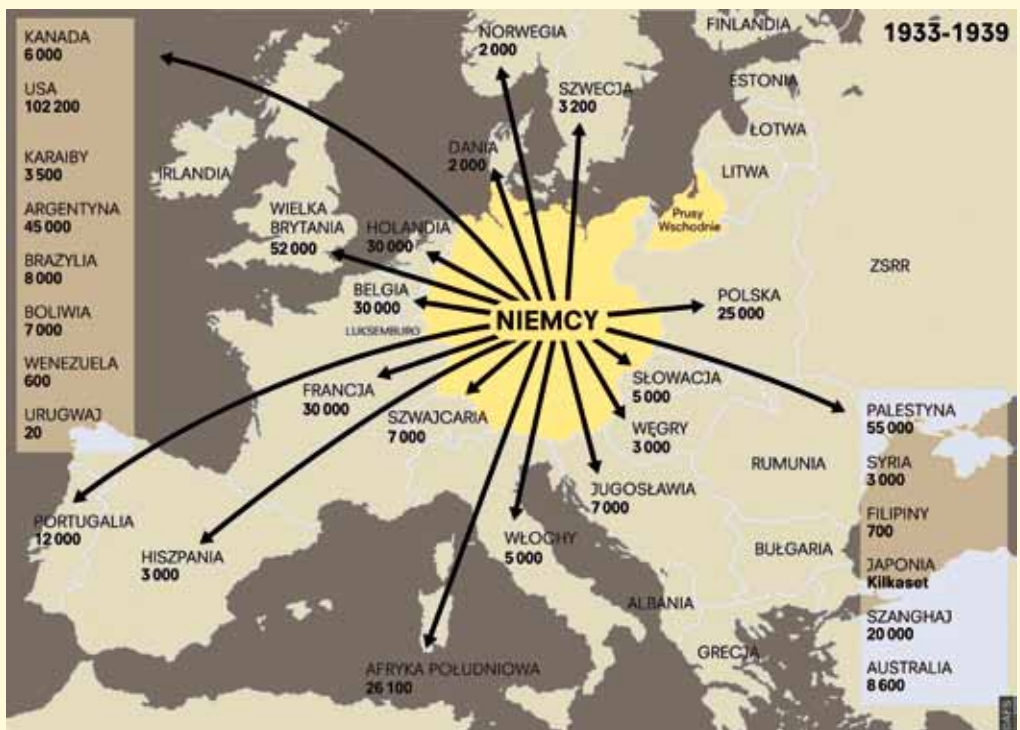 1933-1939
KANADA
6 000
USA
102 200
KARAIBY
3 500
ARGENTYNA
45 000
BRAZYLIA
8 000
BOLIWIA
7 000
WENEZUELA
600
URUGWAJ
20
NORWEGIA
2 000
FINLANDIA
SZWECJA
3 200
ESTONIA
ŁOTWA
LITWA
DANIA
2 000
IRLANDIA
WIELKA
BRYTANIA
52 000
HOLANDIA
30 000
Prusy
Wschodnie
ZSRR
BELGIA
30 000
LUKSEMBURG
NIEMCY
POLSKA
25 000
FRANCJA
30 000
SZWAJCARIA
7 000
SŁOWACJA
5 000
WĘGRY
3 000
RUMUNIA
JUGOSŁAWIA
7 000
PORTUGALIA
12 000
HISZPANIA
3 000
WŁOCHY
5 000
BUŁGARIA
ALBANIA
GRECJA
AFRYKA POŁUDNIOWA
26 100
PALESTYNA
55 000
SYRIA
3 000
FILIPINY
700
JAPONIA
Kilkaset
SZANGHAJ
20 000
AUSTRALIA
8 600